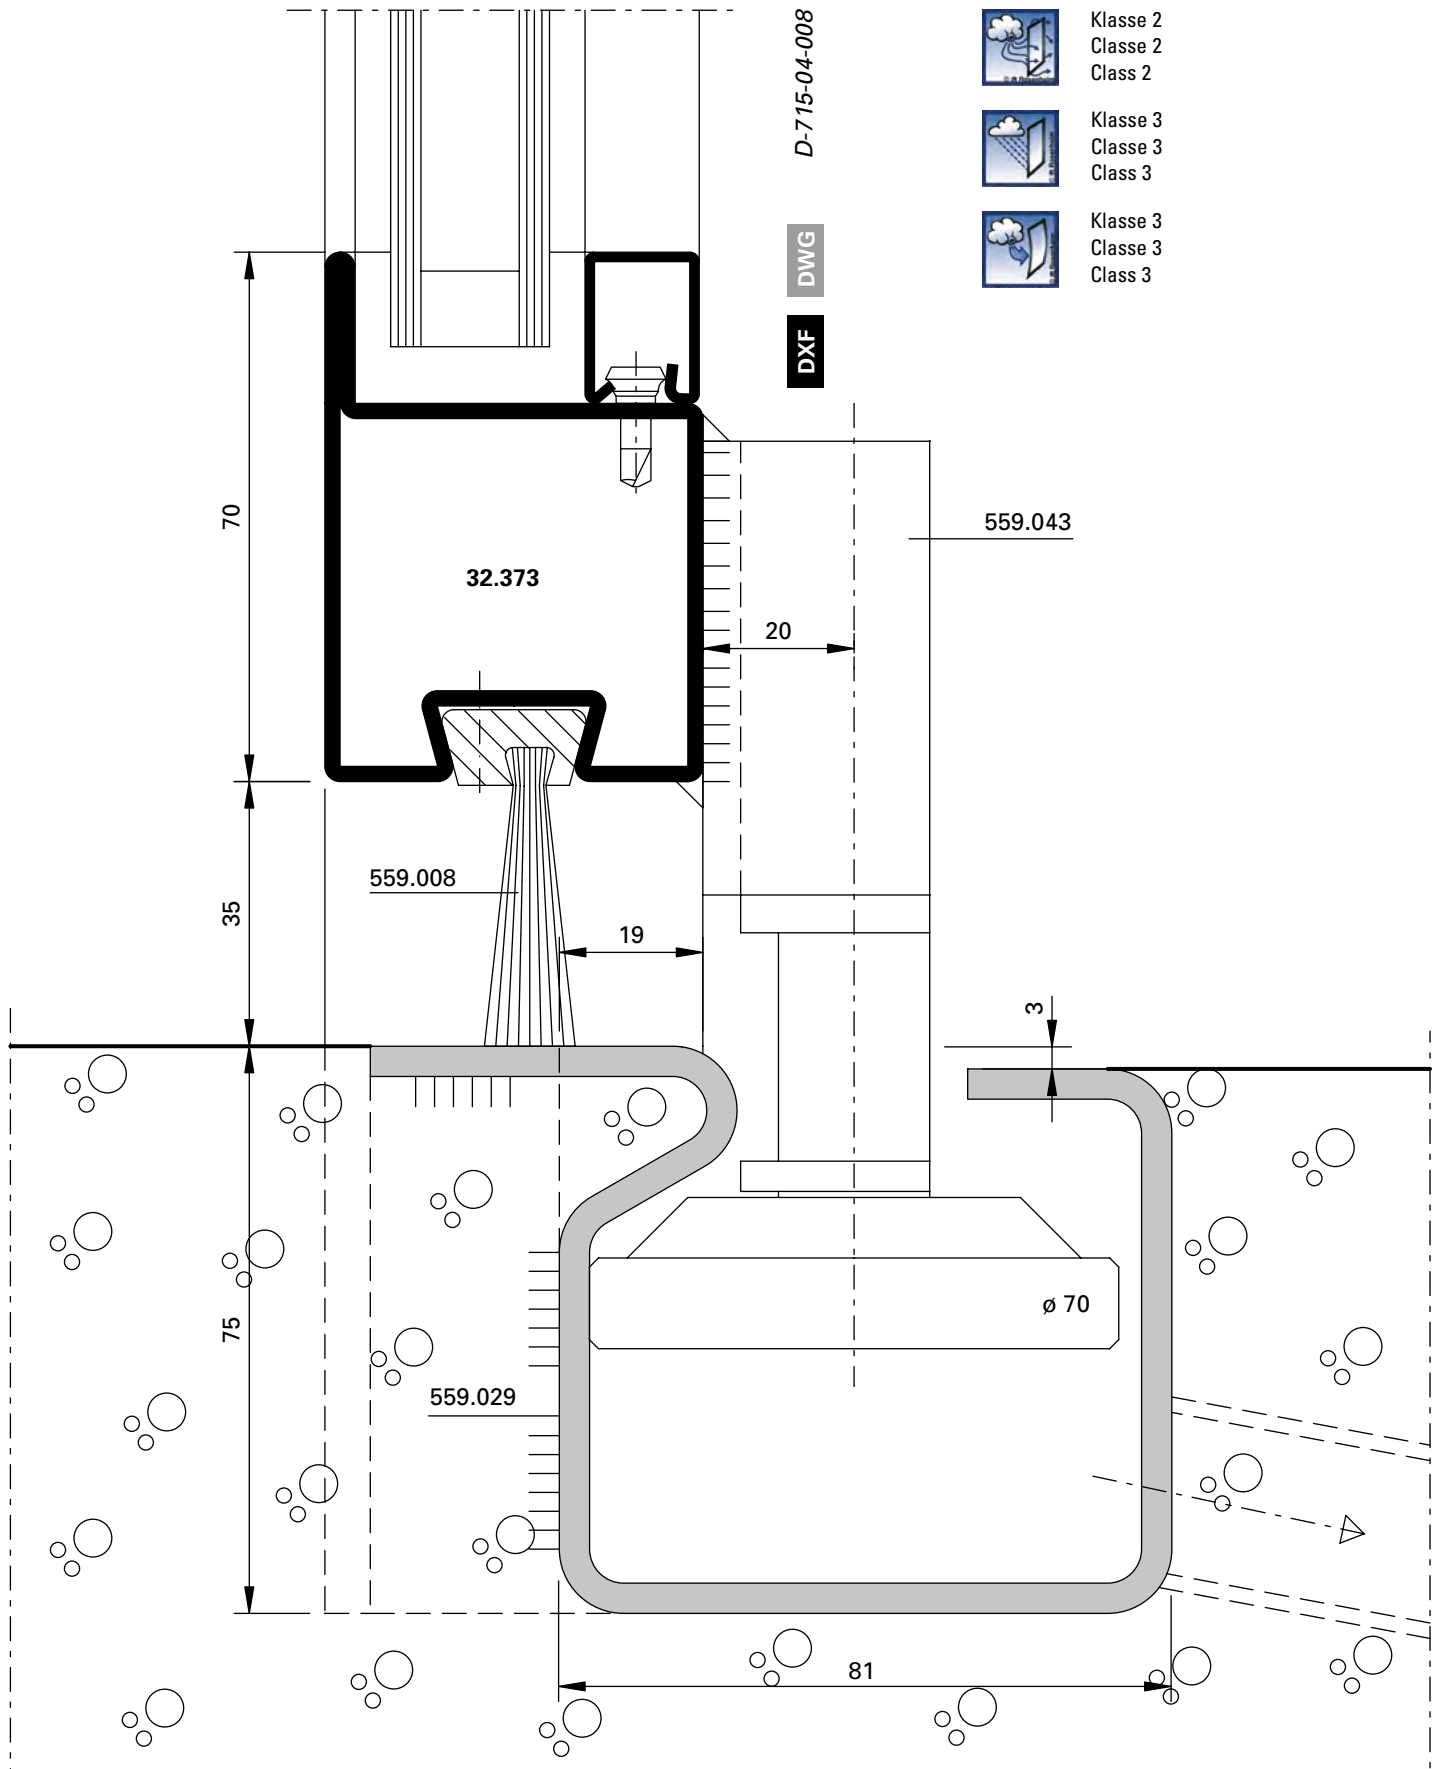 D-715-04-008
Klasse 2
Classe 2
Class 2
Klasse 3
Classe 3
Class 3
Klasse 3
Classe 3
Class 3
DWG
DXF
70
559.043
32.373
20
559.008
35
19
3
ø 70
75
559.029
81